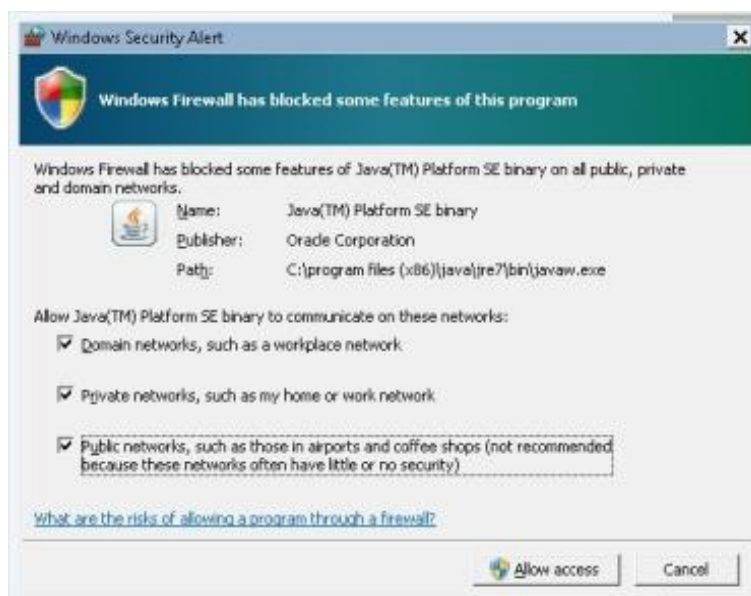 Windows Security Alert
Windows Firewall has blocked some features of this program
Windows Firewall has blocked some features of Java(TM) Platform SE binary on all public, private
and domain networks.
Name: Java(TM) Platform SE binary
Publisher: Oracle Corporation
Path: C:\program files (x86)\java\jre7\bin\javaw.exe
Allow Java(TM) Platform SE binary to communicate on these networks:
Domain networks, such as a workplace network
Private networks, such as my home or work network
Public networks, such as those in airports and coffee shops (not recommended
because these networks often have little or no security)
What are the risks of allowing a program through a firewall?
Allow access Cancel